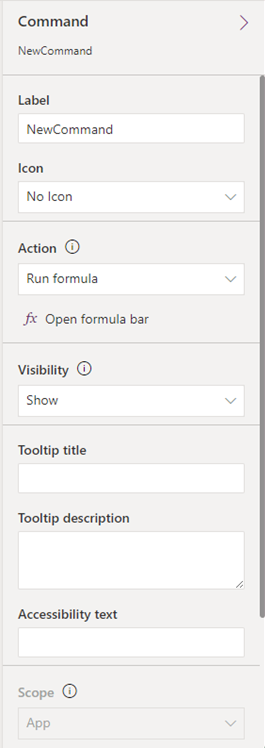 Command
NewCommand
Label
NewCommand
Icon
No Icon
Action
Run formula
fx Open formula bar
Visibility
Show
Tooltip title
Tooltip description
Accessibility text
Scope
App